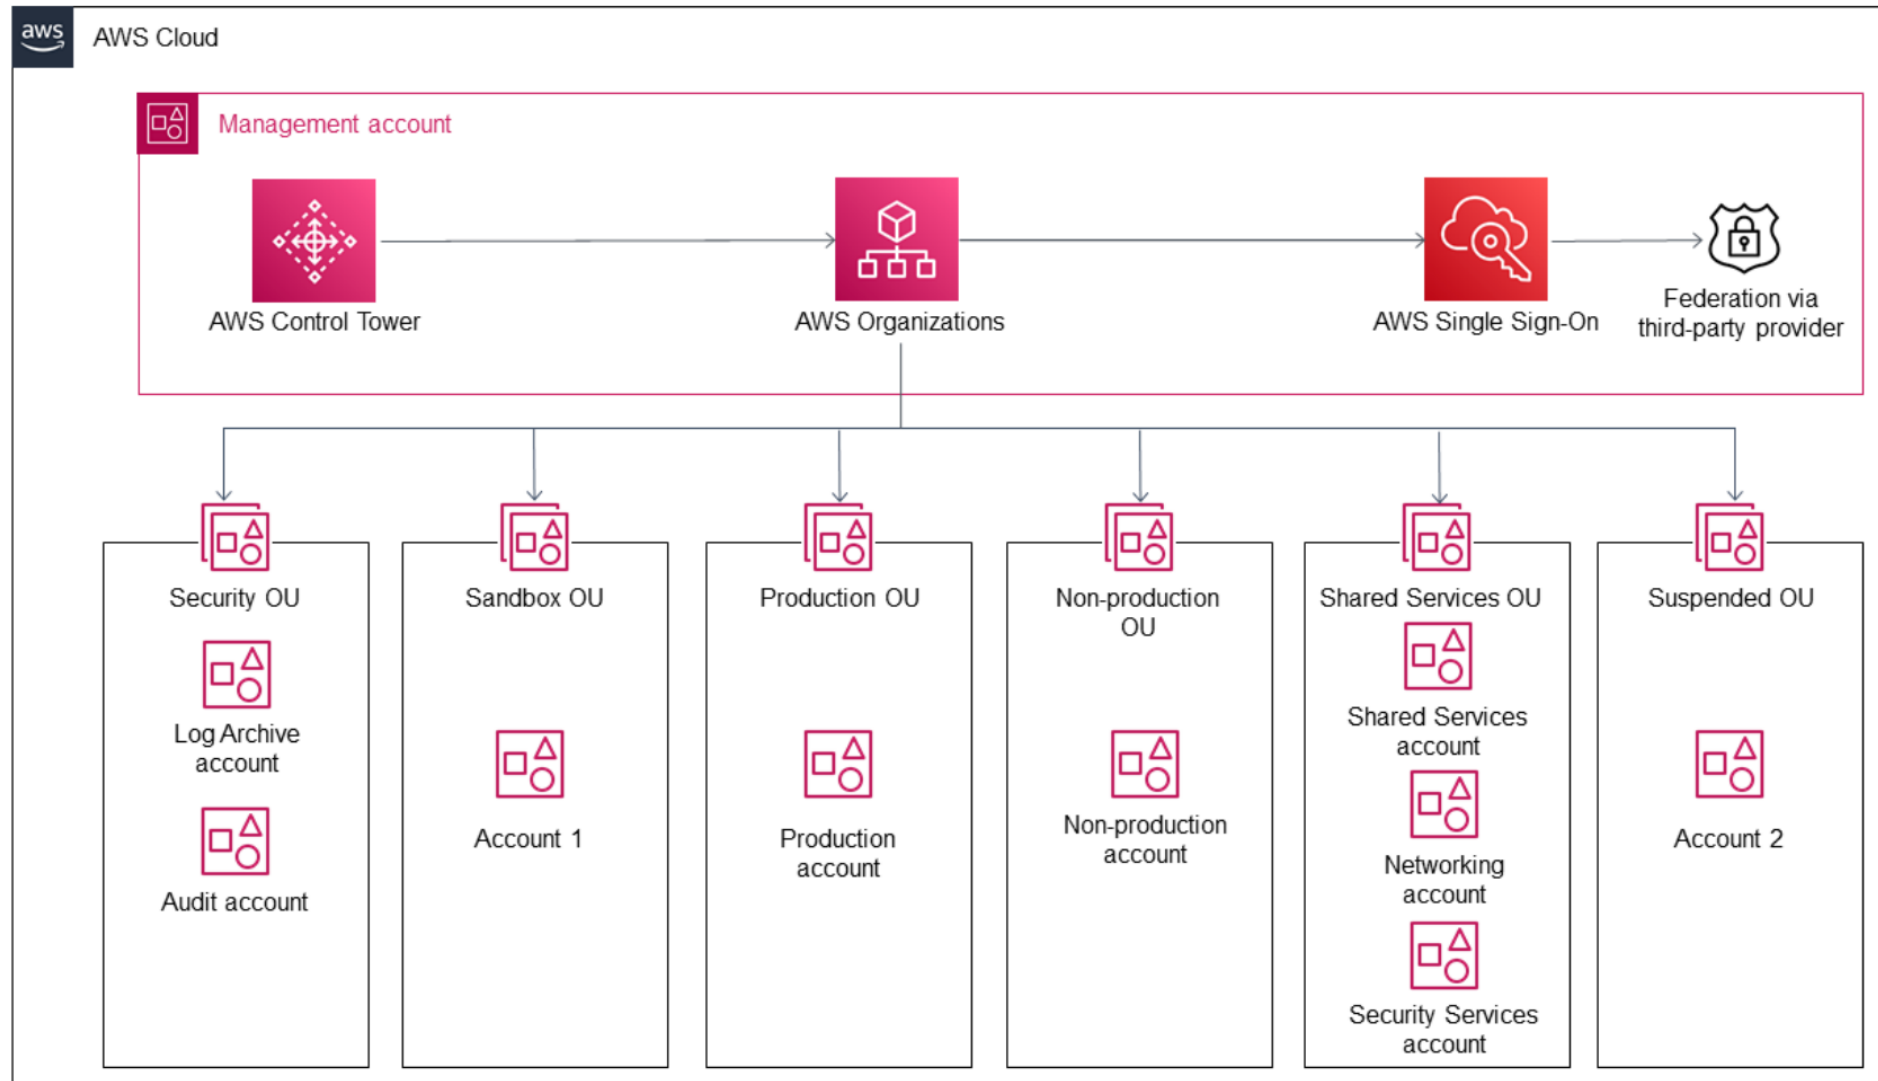 aws
AWS Cloud
Management account
AWS Control Tower
AWS Organizations
AWS Single Sign-On
Federation via
third-party provider
Security OU
Log Archive
account
Audit account
Sandbox OU
Account 1
Production OU
Production
account
Non-production
OU
Non-production
account
Shared Services OU
Shared Services
account
Networking
account
Security Services
account
Suspended OU
Account 2